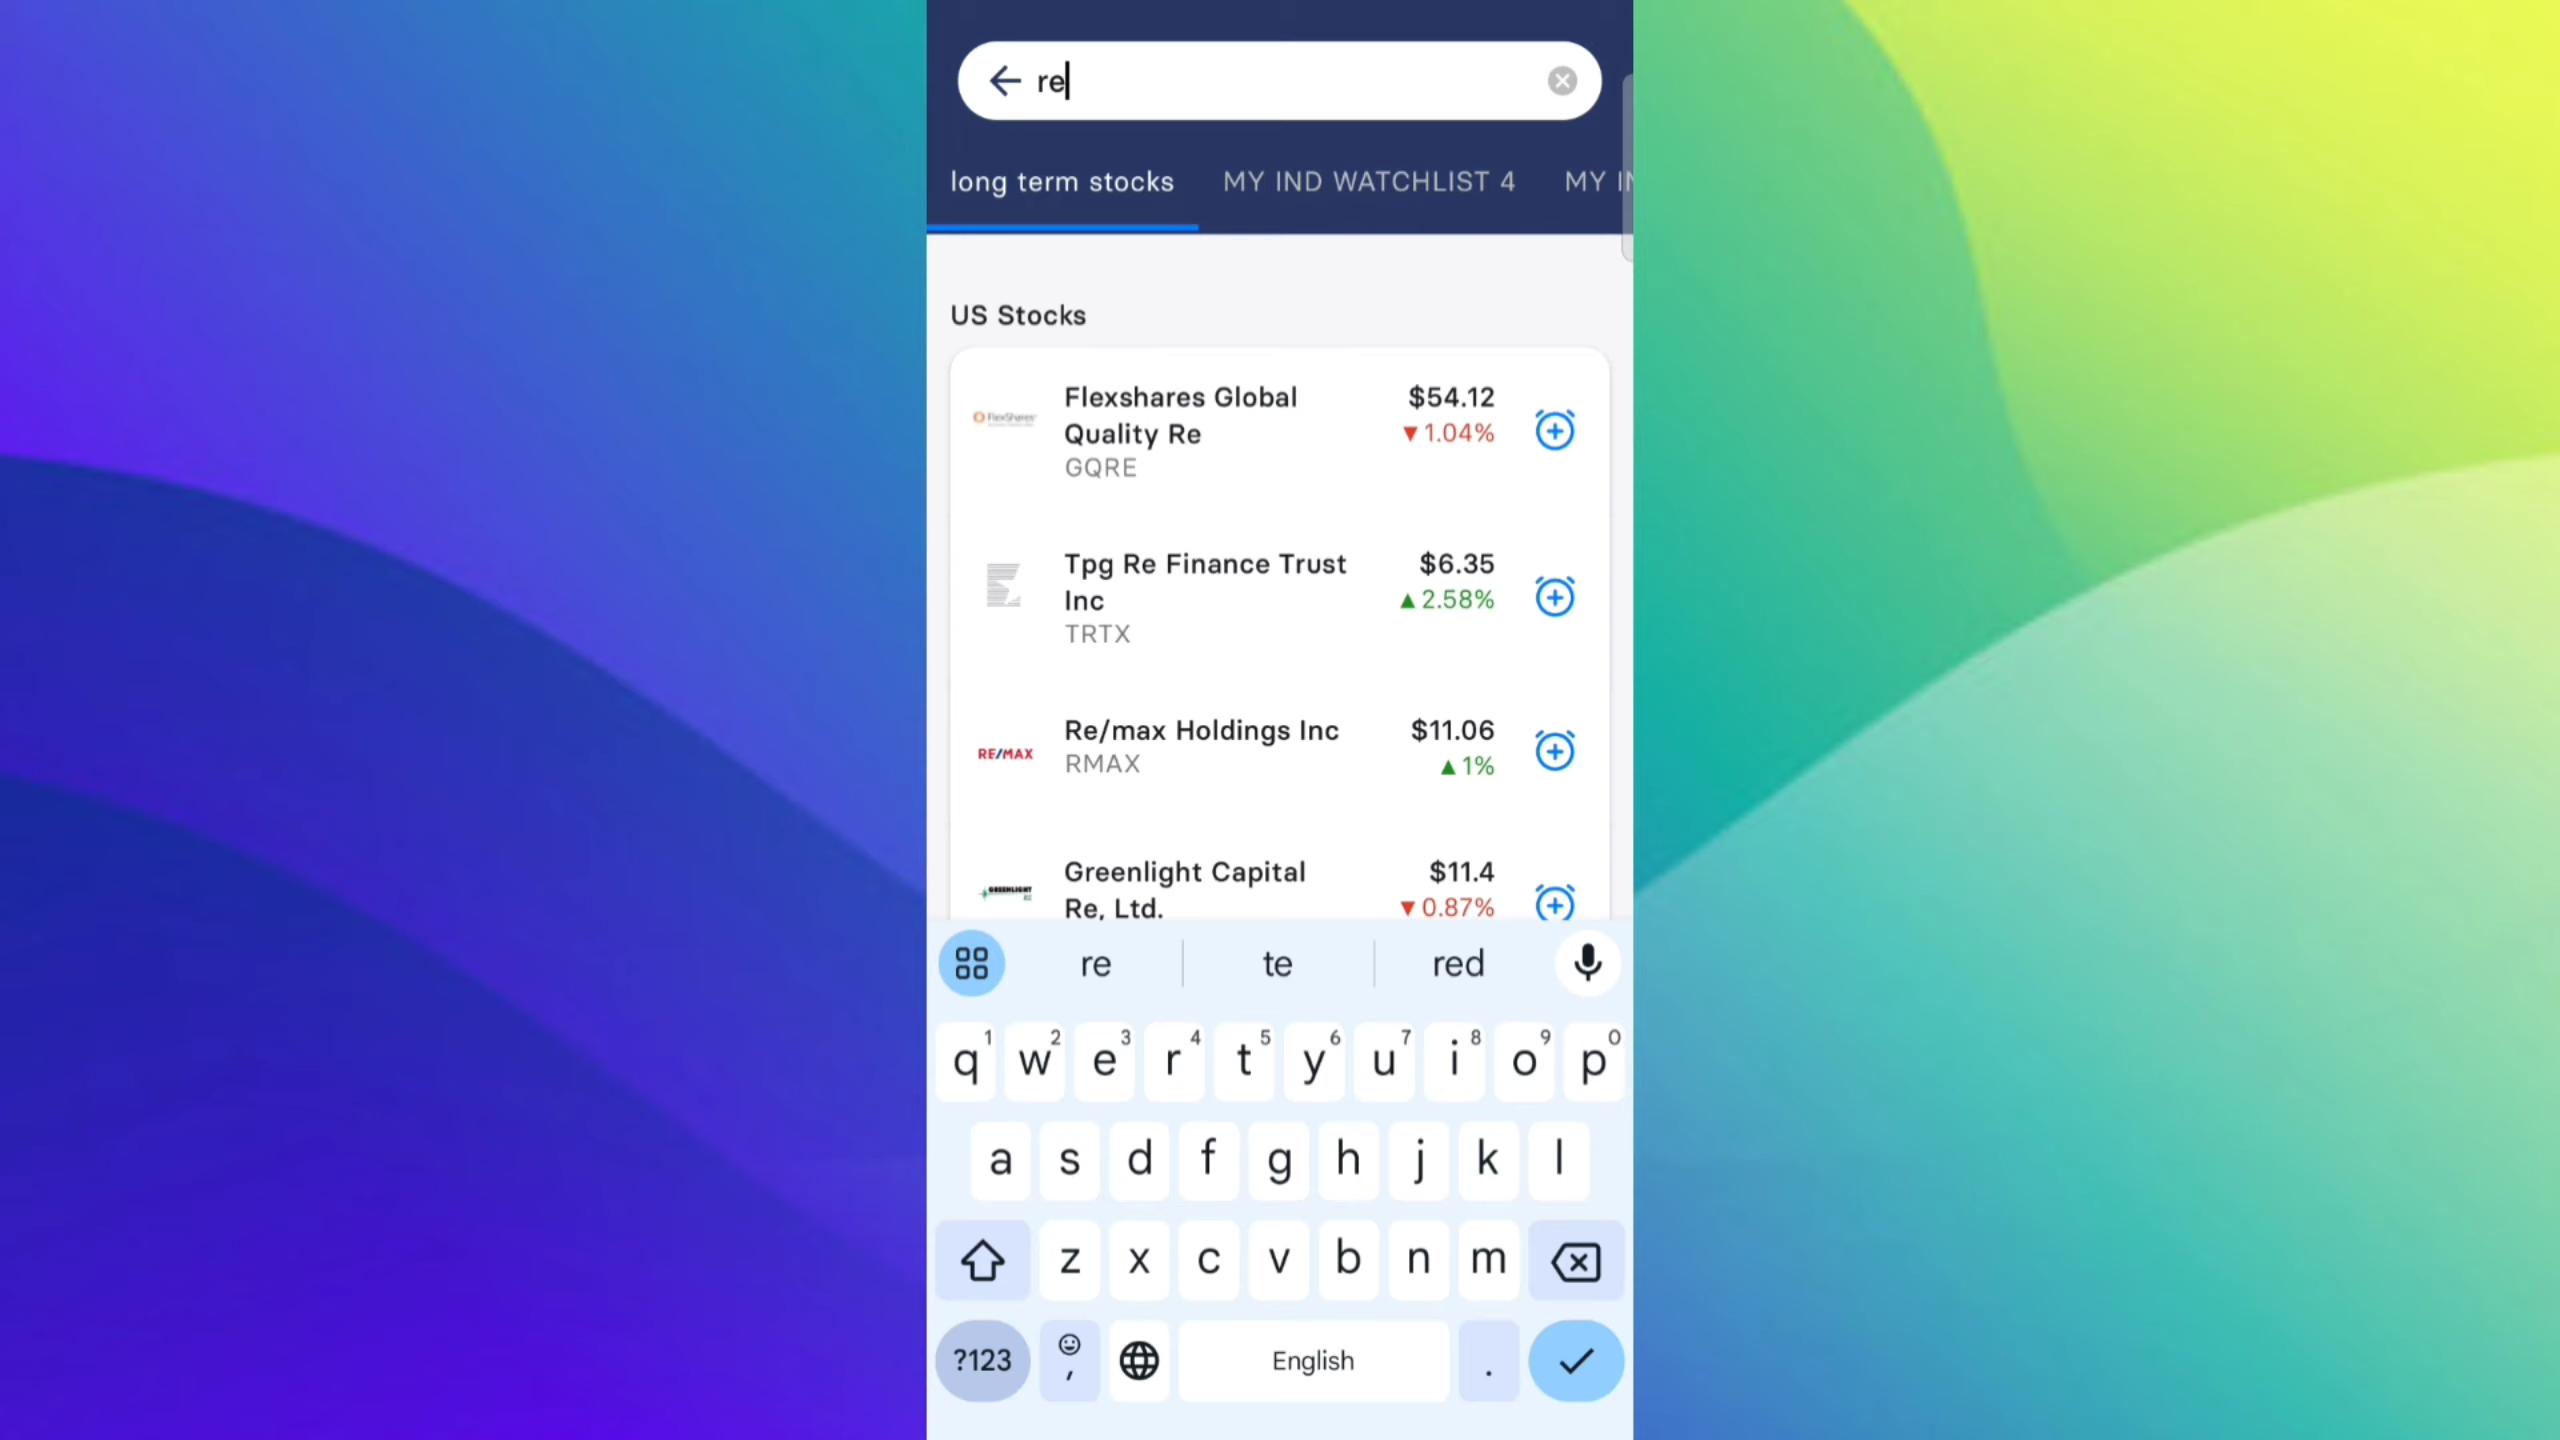 re
long term stocks MY IND WATCHLIST 4 MY
US Stocks
Flexshares Global $54.12
FlexShares
Quality Re ▼1.04%
GQRE
Tpg Re Finance Trust $6.35
Inc ▲2.58%
TRTX
Re/max Holdings Inc $11.06
RE/MAX RMAX ▲1%
Greenlight Capital $11.4
GREENLIGHT
Re, Ltd. ▼0.87%
re te red
q1 w2 e3 r4 t5 y6 u7 i8 o9 p0
a s d f g h j k l
z x c v b n m
?123 , English .